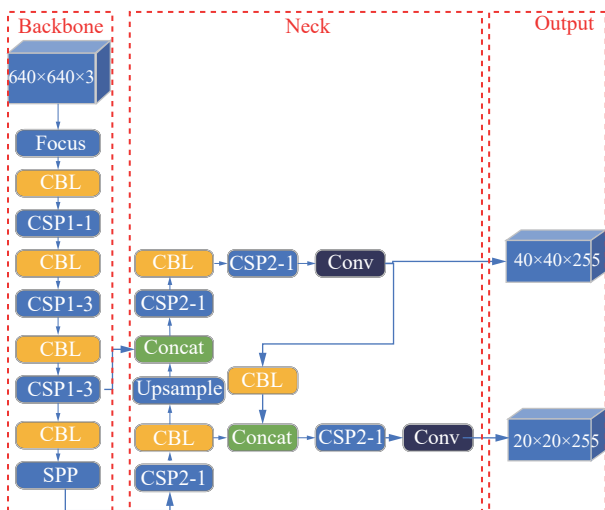 Backbone
Neck
Output
640×640×3
Focus
CBL
CSP1-1
CBL
CSP1-3
CBL
CSP1-3
CBL
SPP
CBL
CSP2-1
Conv
CSP2-1
Concat
Upsample
CBL
CSP2-1
CBL
Concat
CSP2-1
Conv
40×40×255
20×20×255